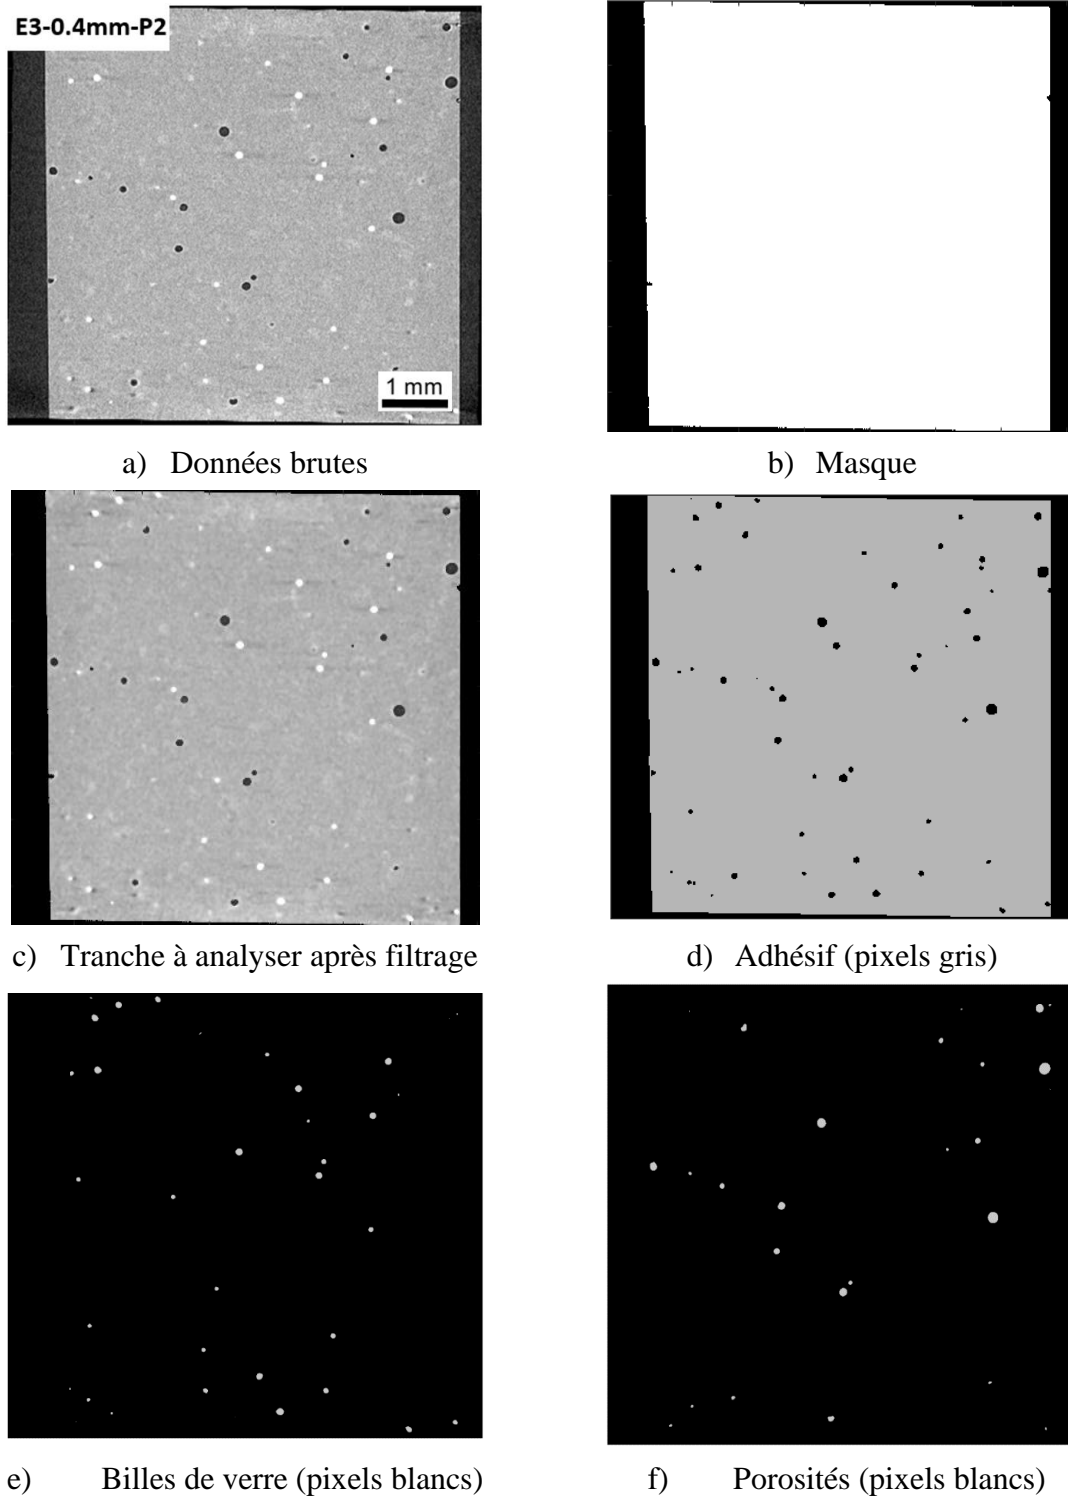 E3-0.4mm-P2
1 mm
a) Données brutes
b) Masque
c) Tranche à analyser après filtrage
d) Adhésif (pixels gris)
e) Billes de verre (pixels blancs)
f) Porosités (pixels blancs)